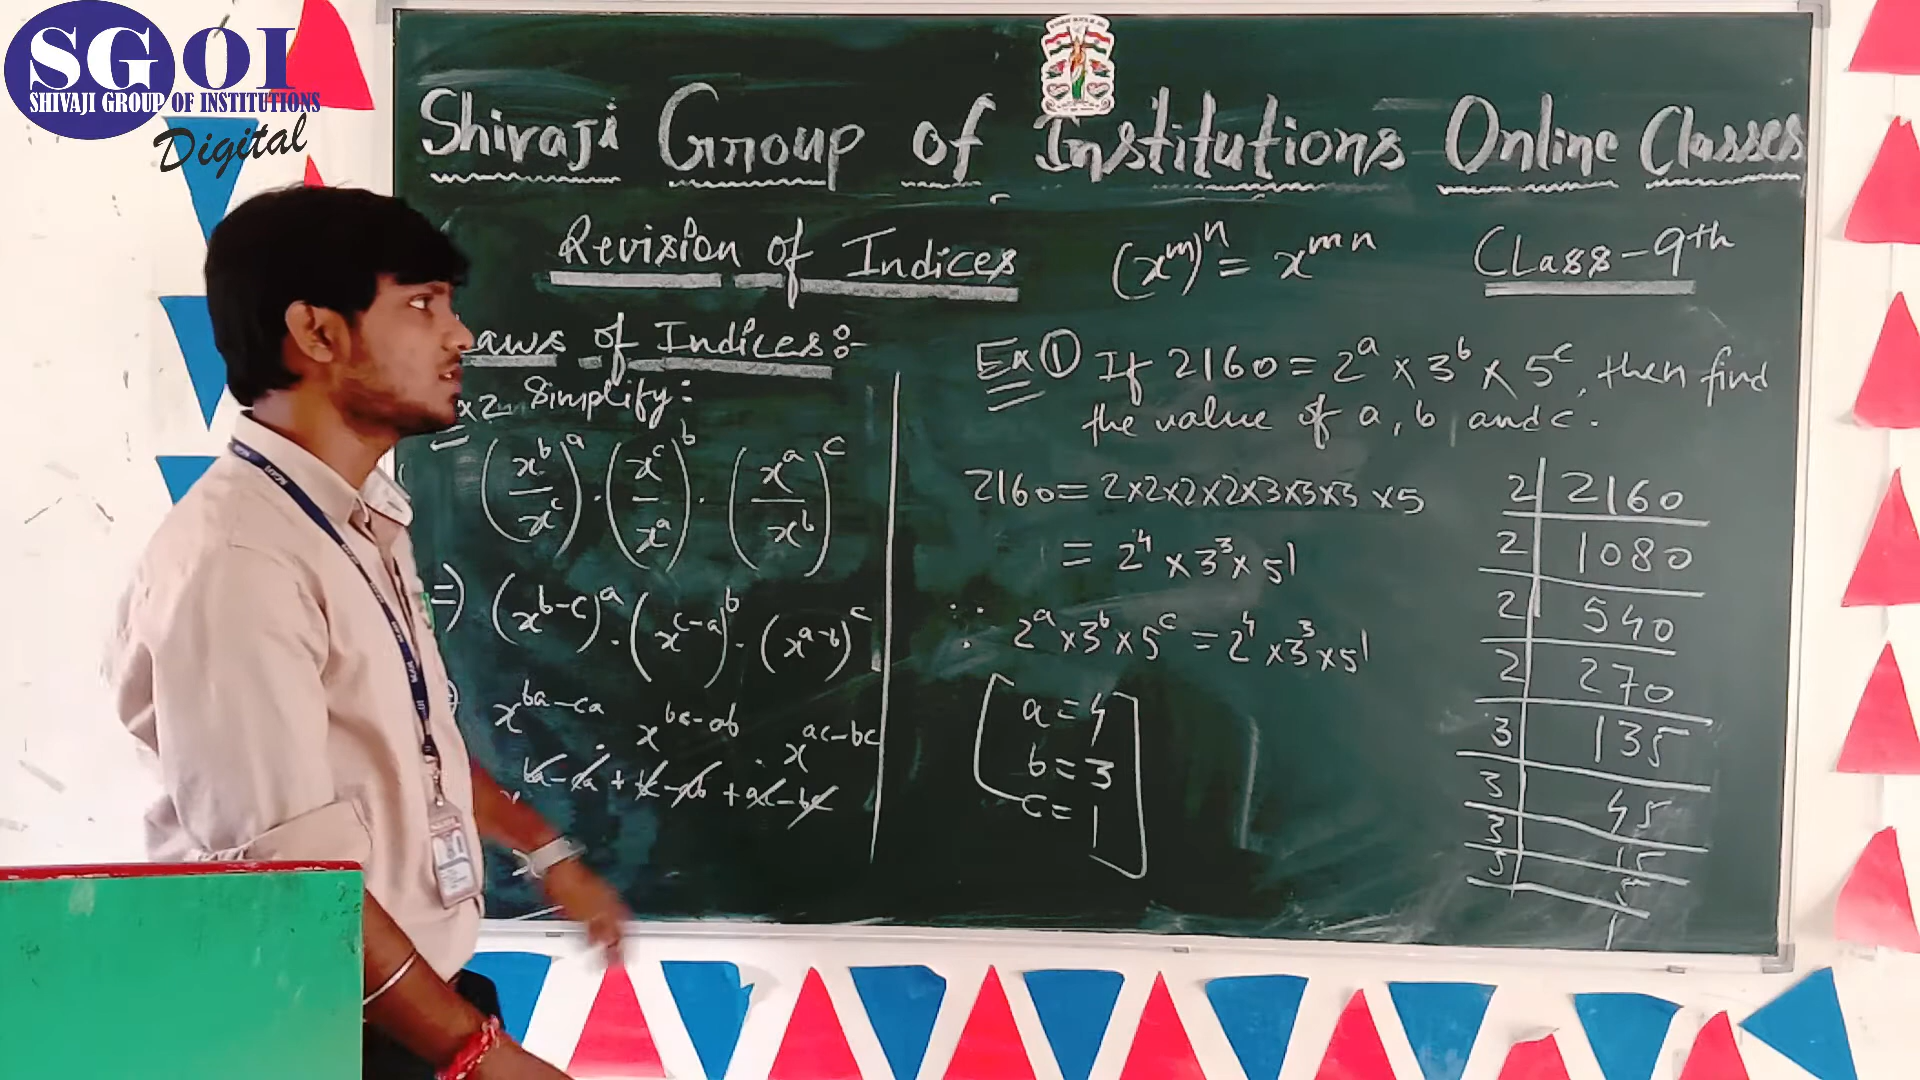 SGOI
SHIVAJI GROUP OF INSTITUTIONS
Digital
Shivaji Group of Institutions Online Classes
Revision of Indices
(x^m)^n = x^mn
Class-9th
Laws of Indices:-
Ex2 Simplify:
(x^b/x^c)^a . (x^c/x^a)^b . (x^a/x^b)^c
=) (x^b-c)^a . (x^c-a)^b . (x^a-b)^c
x^ba-ca . x^bc-ab . x^ac-bc
x^ba-ca+bc-ab+ac-bc
Ex 1 If 2160 = 2^a x 3^b x 5^c, then find
the value of a, b and c.
2160 = 2x2x2x2x3x3x3 x5
= 2^4 x 3^3 x 5^1
∵ 2^a x 3^b x 5^c = 2^4 x 3^3 x 5^1
a = 4
b = 3
c = 1
2 2160
2 1080
2 540
2 270
3 135
3 45
3 15
5 5
1